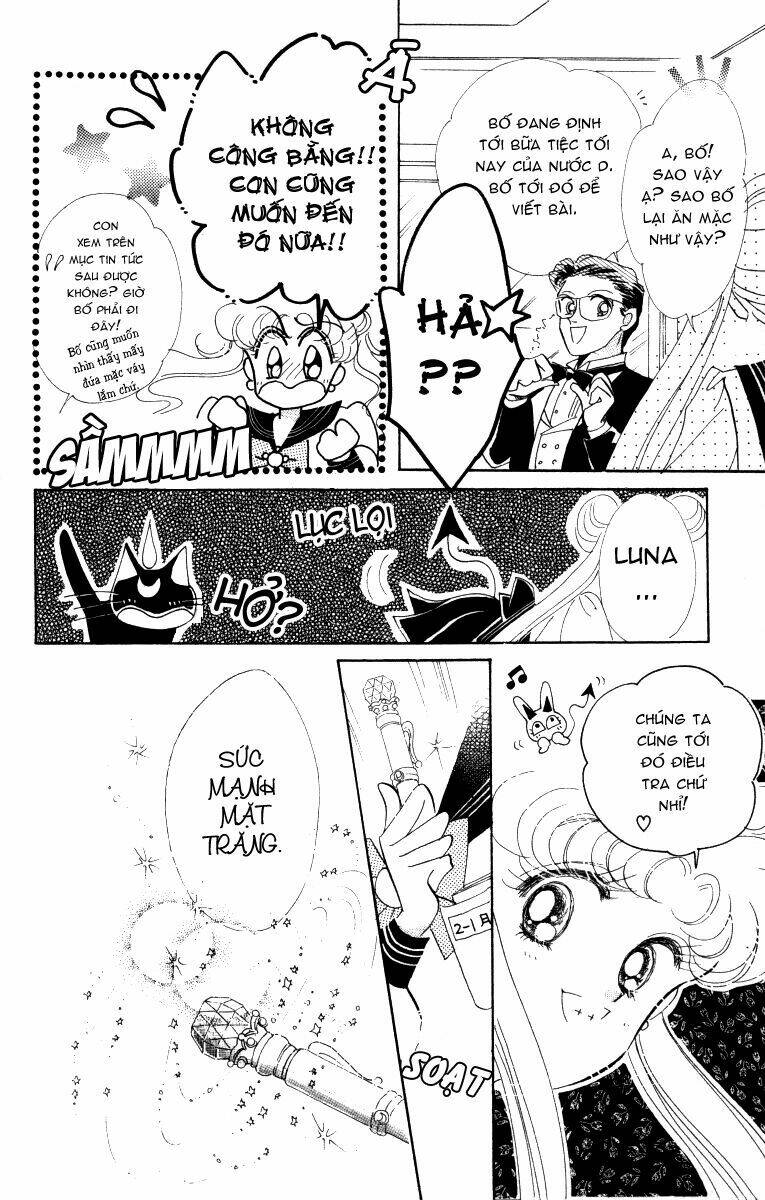 A, BỐ!
SAO VẬY
Ạ? SAO BỐ
LẠI ĂN MẶC
NHƯ VẬY?
BỐ ĐANG ĐỊNH
TỚI BỮA TIỆC TỐI
NAY CỦA NƯỚC D.
BỐ TỚI ĐÓ ĐỂ
VIẾT BÀI.
HẢ
??
Ā
KHÔNG
CÔNG BẰNG!!
CON CŨNG
MUỐN ĐẾN
ĐÓ NỮA!!
CON
XEM TRÊN
MỤC TIN TỨC
SAU ĐƯỢC
KHÔNG? GIỜ
BỐ PHẢI ĐI
ĐÂY!
Bố cũng muốn
nhìn thấy mấy
đứa mặc váy
lắm chứ.
SẦMMMM
LUNA
...
LỤC LỌI
HỞ?
CHÚNG TA
CŨNG TỚI
ĐÓ ĐIỀU
TRA CHỨ
NHỈ!
♡
2-1月
SOẠT
SỨC
MẠNH
MẶT
TRĂNG.